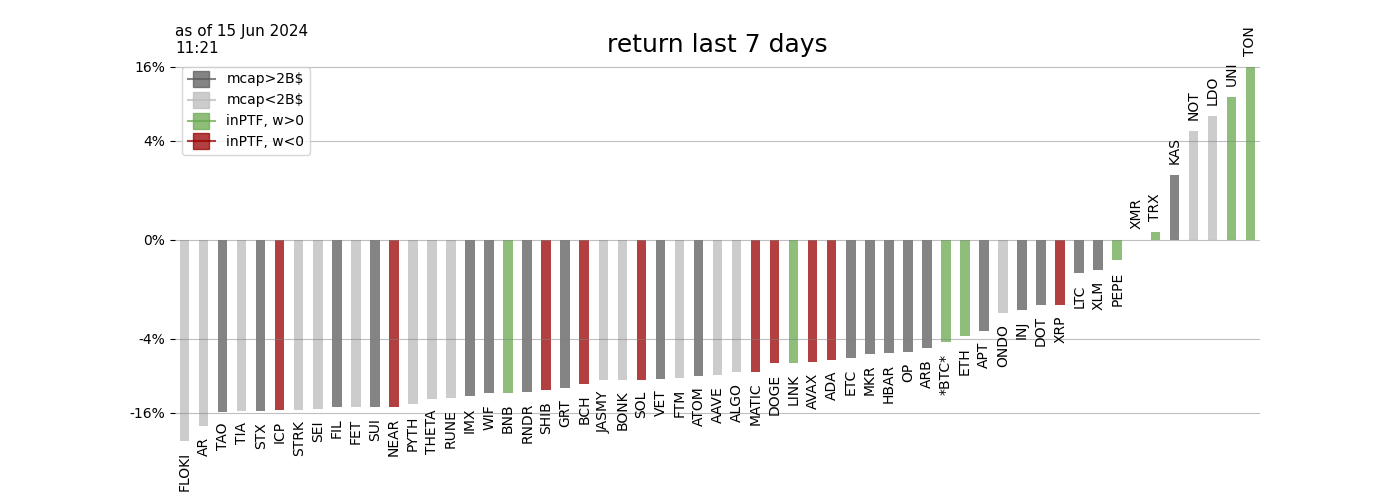 as of 15 Jun 2024
11:21
return last 7 days
mcap>2B$
mcap<2B$
inPTF, w>0
inPTF, w<0
16%
4%
0%
-4%
-16%
FLOKI
AR
TAO
TIA
STX
ICP
STRK
SEI
FIL
FET
SUI
NEAR
PYTH
THETA
RUNE
IMX
WIF
BNB
RNDR
SHIB
GRT
BCH
JASMY
BONK
SOL
VET
FTM
ATOM
AAVE
ALGO
MATIC
DOGE
LINK
AVAX
ADA
ETC
MKR
HBAR
OP
ARB
*BTC*
ETH
APT
ONDO
INJ
DOT
XRP
LTC
XLM
PEPE
XMR
TRX
KAS
NOT
LDO
UNI
TON